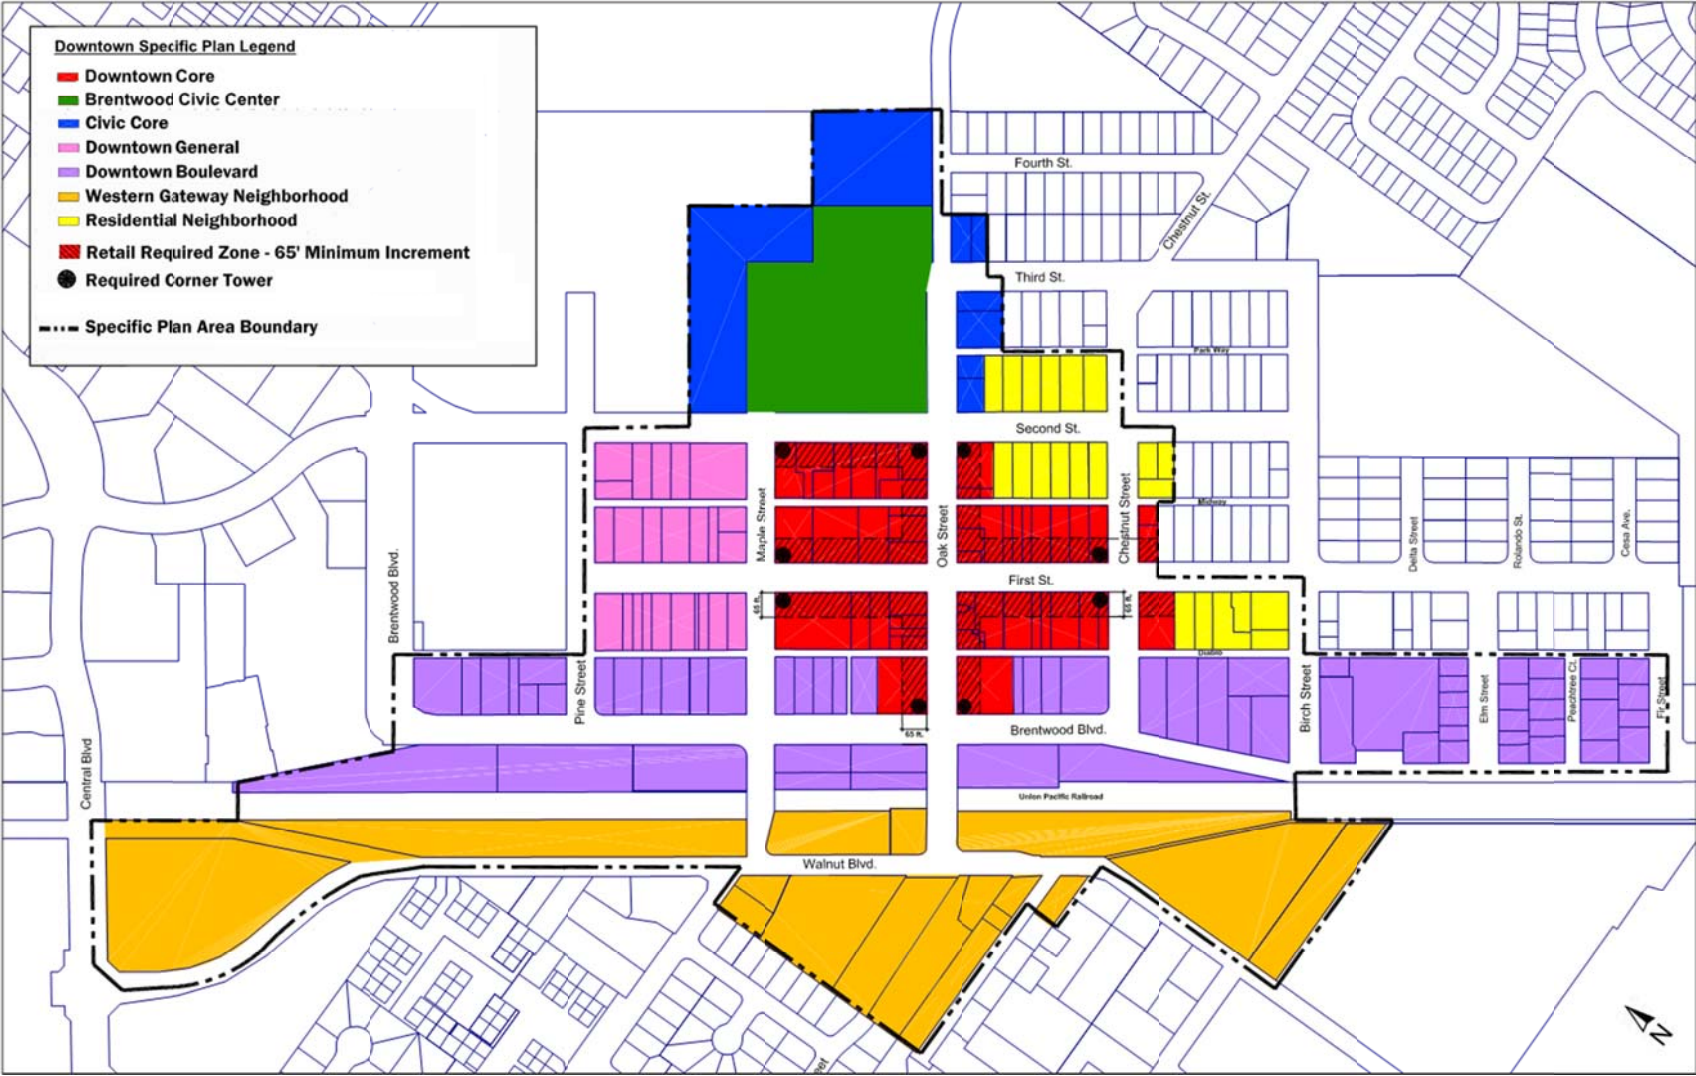 Downtown Specific Plan Legend
Downtown Core
Brentwood Civic Center
Civic Core
Downtown General
Downtown Boulevard
Western Gateway Neighborhood
Residential Neighborhood
Retail Required Zone - 65' Minimum Increment
Required Corner Tower
Specific Plan Area Boundary
Fourth St.
Chestnut St.
Third St.
Park Way
Second St.
Midway
Maple Street
Oak Street
Chestnut Street
Delta Street
Rolando St.
Cesa Ave.
Brentwood Blvd.
First St.
65 ft.
65 ft.
Diablo
Pine Street
Birch Street
Elm Street
Peachtree Ct.
Fir Street
65 ft.
Brentwood Blvd.
Central Blvd
Union Pacific Railroad
Walnut Blvd.
N